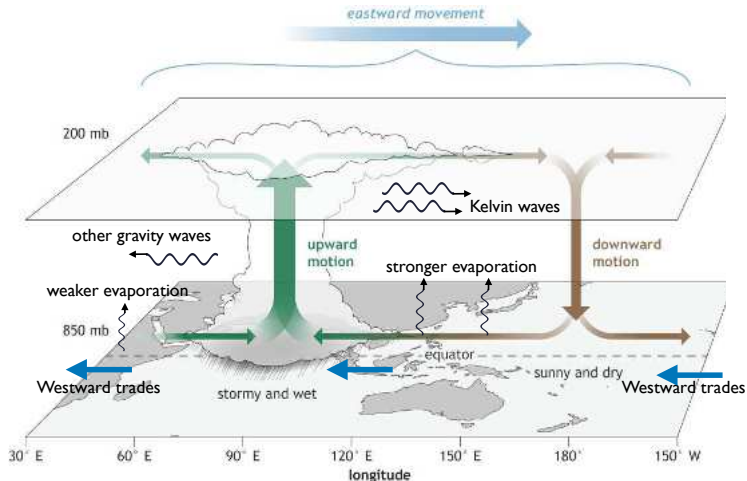 eastward movement
200 mb
Kelvin waves
other gravity waves
upward
motion
downward
motion
stronger evaporation
weaker evaporation
850 mb
equator
Westward trades
stormy and wet
sunny and dry
Westward trades
30° E
60° E
90° E
120° E
150° E
180°
150° W
longitude